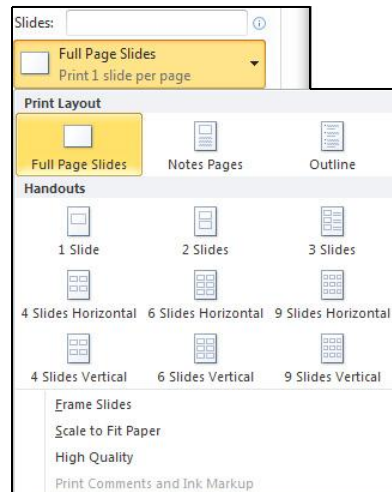 Slides:
Full Page Slides
Print 1 slide per page
Print Layout
Full Page Slides Notes Pages Outline
Handouts
1 Slide 2 Slides 3 Slides
4 Slides Horizontal 6 Slides Horizontal 9 Slides Horizontal
4 Slides Vertical 6 Slides Vertical 9 Slides Vertical
Frame Slides
Scale to Fit Paper
High Quality
Print Comments and Ink Markup